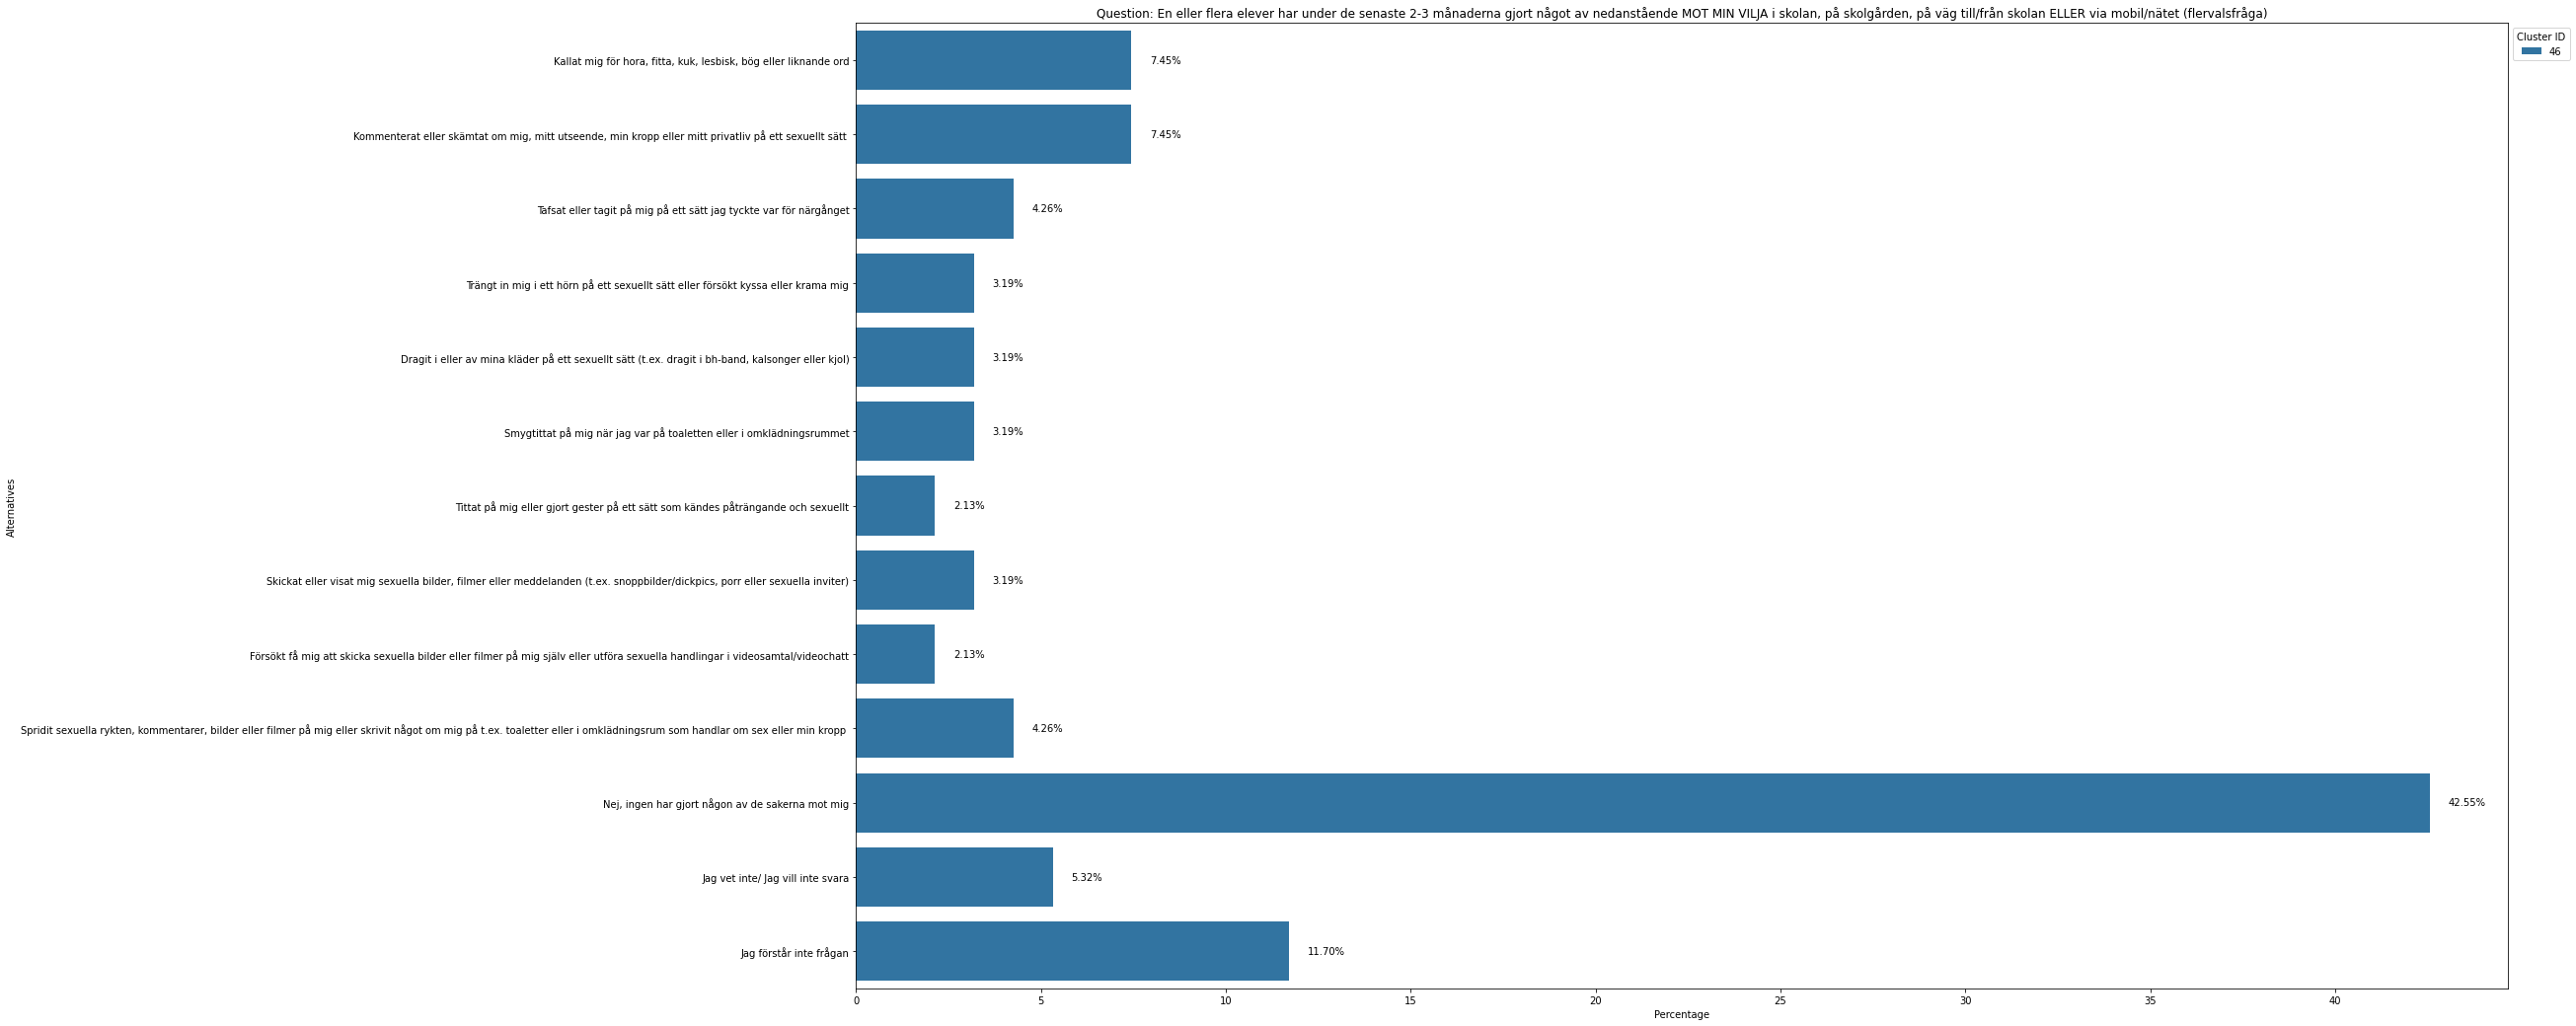 Question: En eller flera elever har under de senaste 2-3 månaderna gjort något av nedanstående MOT MIN VILJA i skolan, på skolgården, på väg till/från skolan ELLER via mobil/nätet (flervalsfråga)
Cluster ID
46
Kallat mig för hora, fitta, kuk, lesbisk, bög eller liknande ord
7.45%
Kommenterat eller skämtat om mig, mitt utseende, min kropp eller mitt privatliv på ett sexuellt sätt
7.45%
Tafsat eller tagit på mig på ett sätt jag tyckte var för närgånget
4.26%
Trängt in mig i ett hörn på ett sexuellt sätt eller försökt kyssa eller krama mig
3.19%
Dragit i eller av mina kläder på ett sexuellt sätt (t.ex. dragit i bh-band, kalsonger eller kjol)
3.19%
Smygtittat på mig när jag var på toaletten eller i omklädningsrummet
3.19%
Tittat på mig eller gjort gester på ett sätt som kändes påträngande och sexuellt
2.13%
Skickat eller visat mig sexuella bilder, filmer eller meddelanden (t.ex. snoppbilder/dickpics, porr eller sexuella inviter)
3.19%
Försökt få mig att skicka sexuella bilder eller filmer på mig själv eller utföra sexuella handlingar i videosamtal/videochatt
2.13%
Spridit sexuella rykten, kommentarer, bilder eller filmer på mig eller skrivit något om mig på t.ex. toaletter eller i omklädningsrum som handlar om sex eller min kropp
4.26%
Nej, ingen har gjort någon av de sakerna mot mig
42.55%
Jag vet inte/ Jag vill inte svara
5.32%
Jag förstår inte frågan
11.70%
Alternatives
0 5 10 15 20 25 30 35 40
Percentage